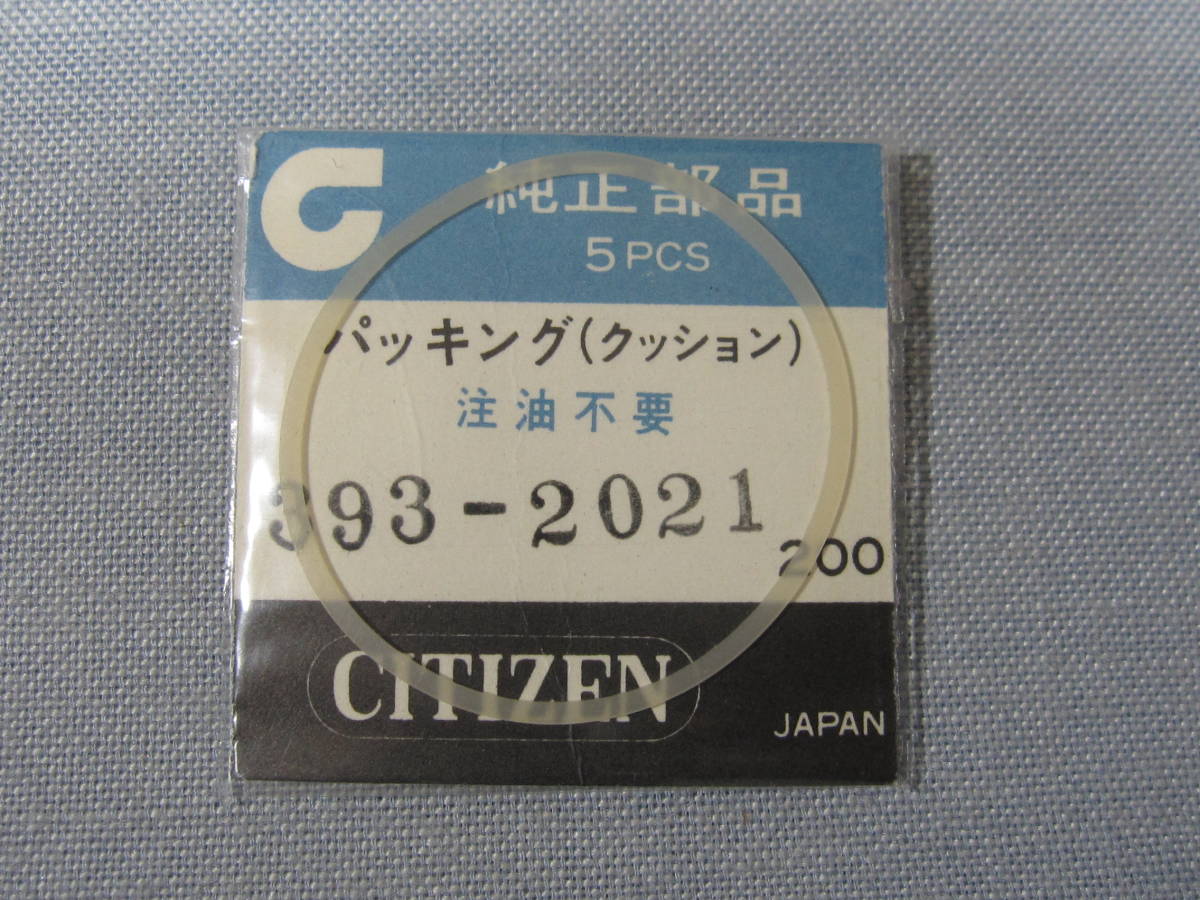 純正部品
5 PCS
パッキング(クッション)
注油不要
393-2021
200
CITIZEN
JAPAN